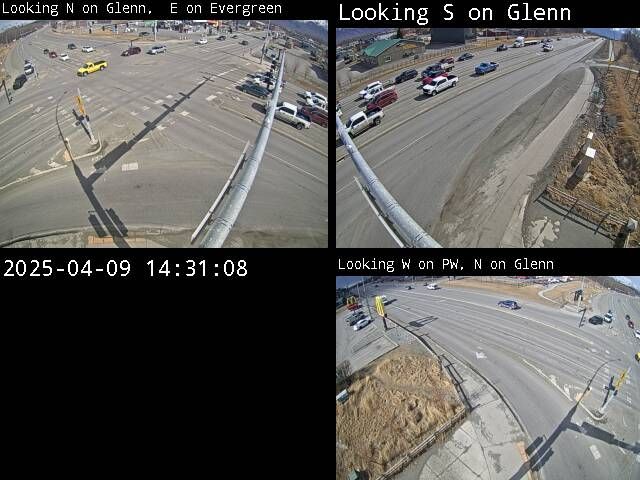 Looking N on Glenn,  E on Evergreen
Looking S on Glenn
2025-04-09 14:31:08
Looking W on PW, N on Glenn